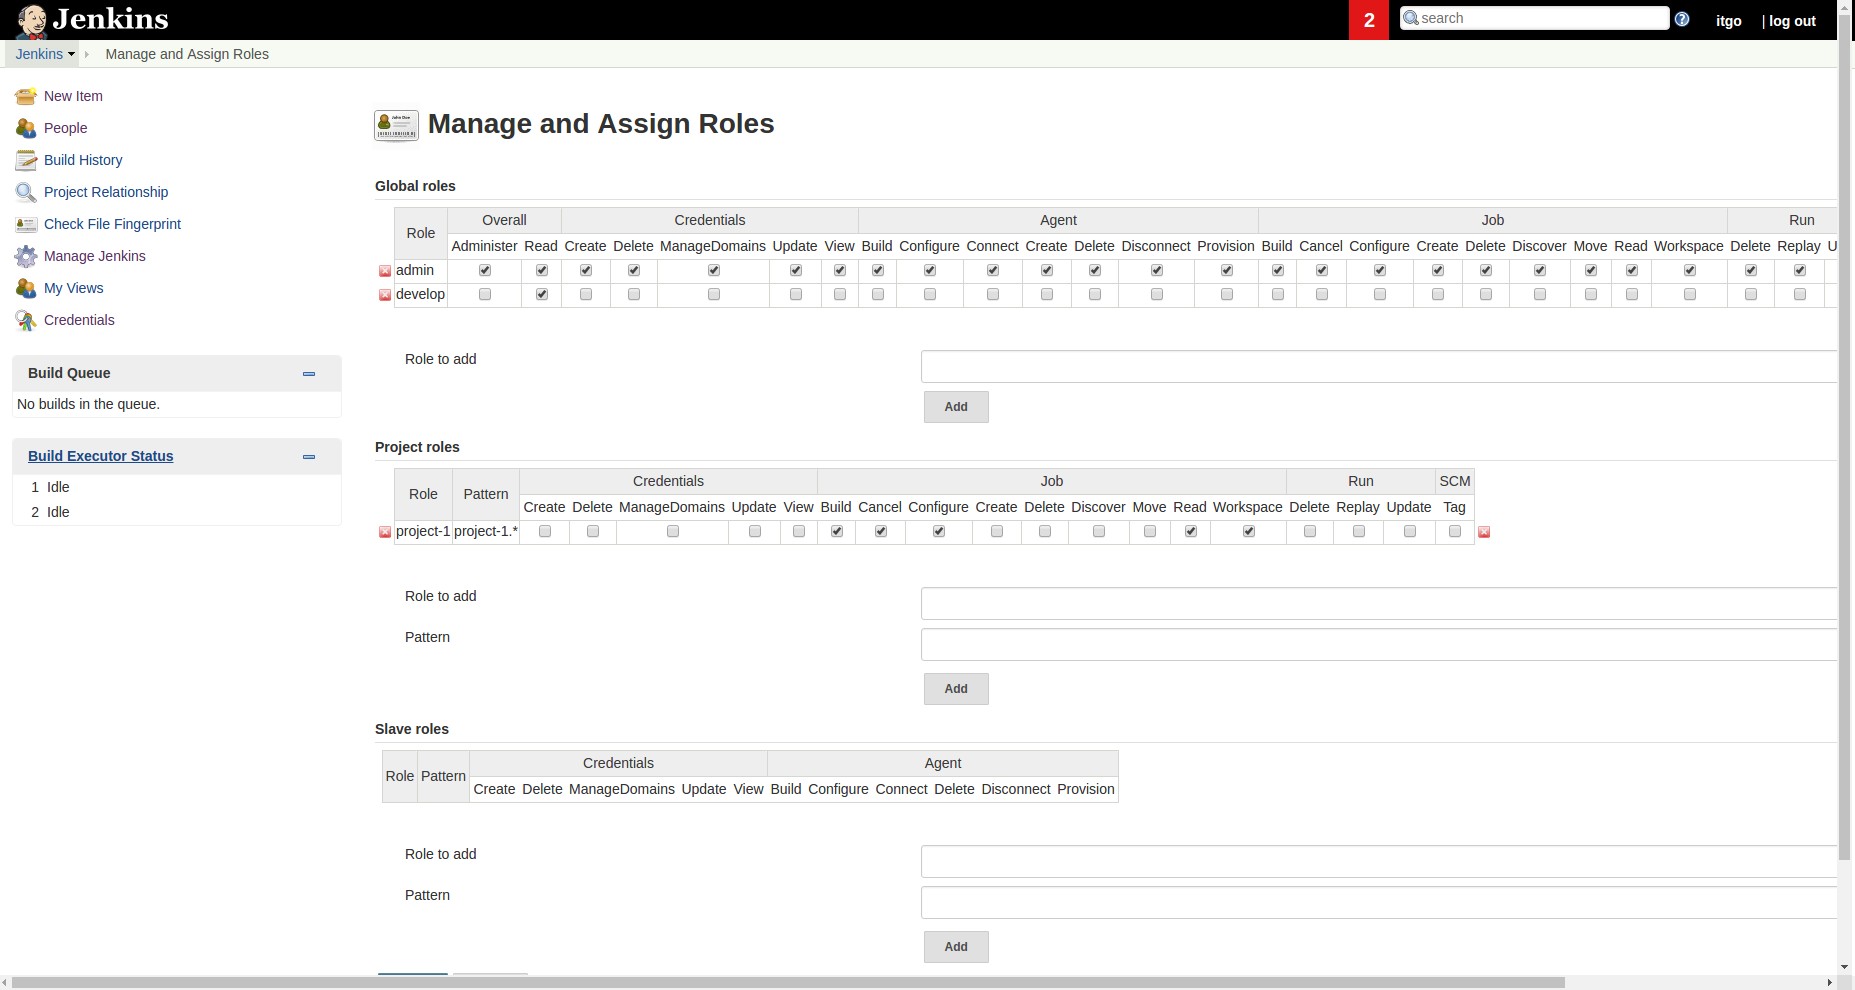 Jenkins
2 search itgo | log out
Jenkins Manage and Assign Roles
New Item
People
Build History
Project Relationship
Check File Fingerprint
Manage Jenkins
My Views
Credentials
Build Queue
No builds in the queue.
Build Executor Status
1 Idle
2 Idle
Manage and Assign Roles
Global roles
Role Overall Credentials Agent Job Run
Administer Read Create Delete ManageDomains Update View Build Configure Connect Create Delete Disconnect Provision Build Cancel Configure Create Delete Discover Move Read Workspace Delete Replay U
admin
develop
Role to add
Add
Project roles
Role Pattern Credentials Job Run SCM
Create Delete ManageDomains Update View Build Cancel Configure Create Delete Discover Move Read Workspace Delete Replay Update Tag
project-1 project-1.*
Role to add
Pattern
Add
Slave roles
Role Pattern Credentials Agent
Create Delete ManageDomains Update View Build Configure Connect Delete Disconnect Provision
Role to add
Pattern
Add